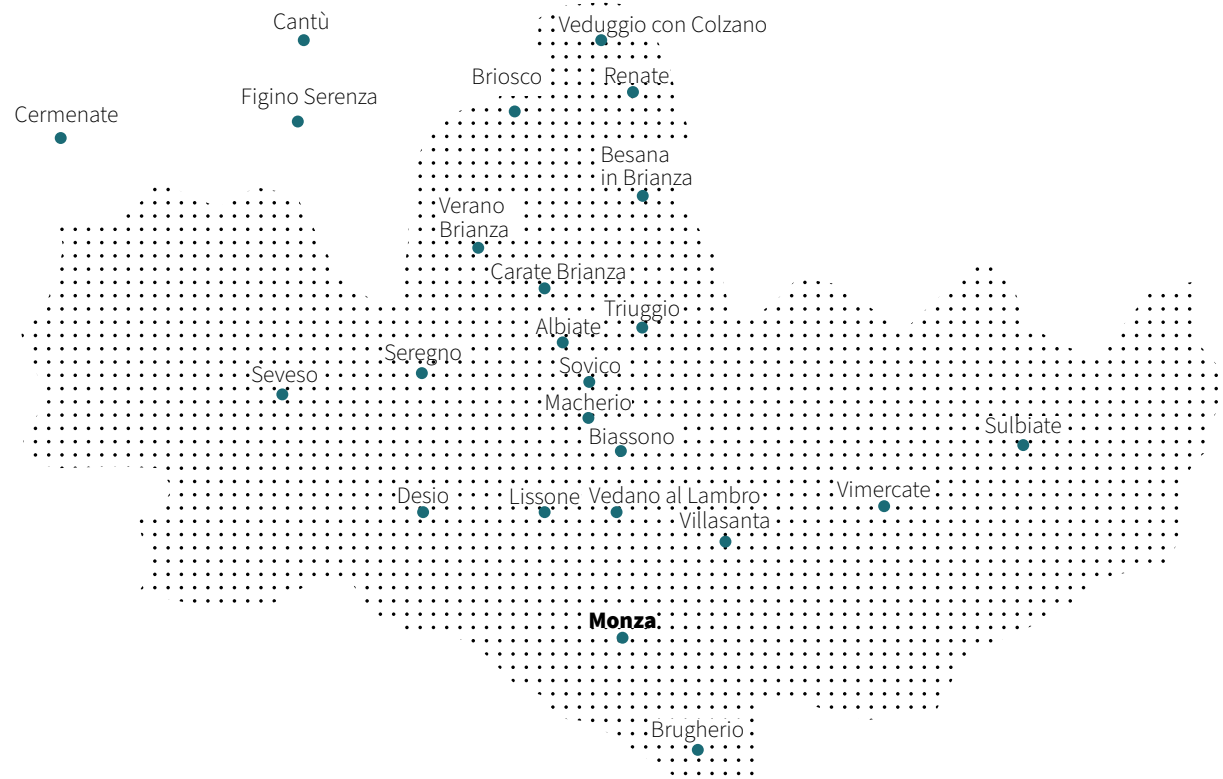 Cantù
Veduggio con Colzano
Briosco
Renate
Figino Serenza
Cermenate
Besana
in Brianza
Verano
Brianza
Carate Brianza
Triuggio
Albiate
Seregno
Sovico
Seveso
Macherio
Sulbiate
Biassono
Vimercate
Desio
Lissone
Vedano al Lambro
Villasanta
Monza
Brugherio